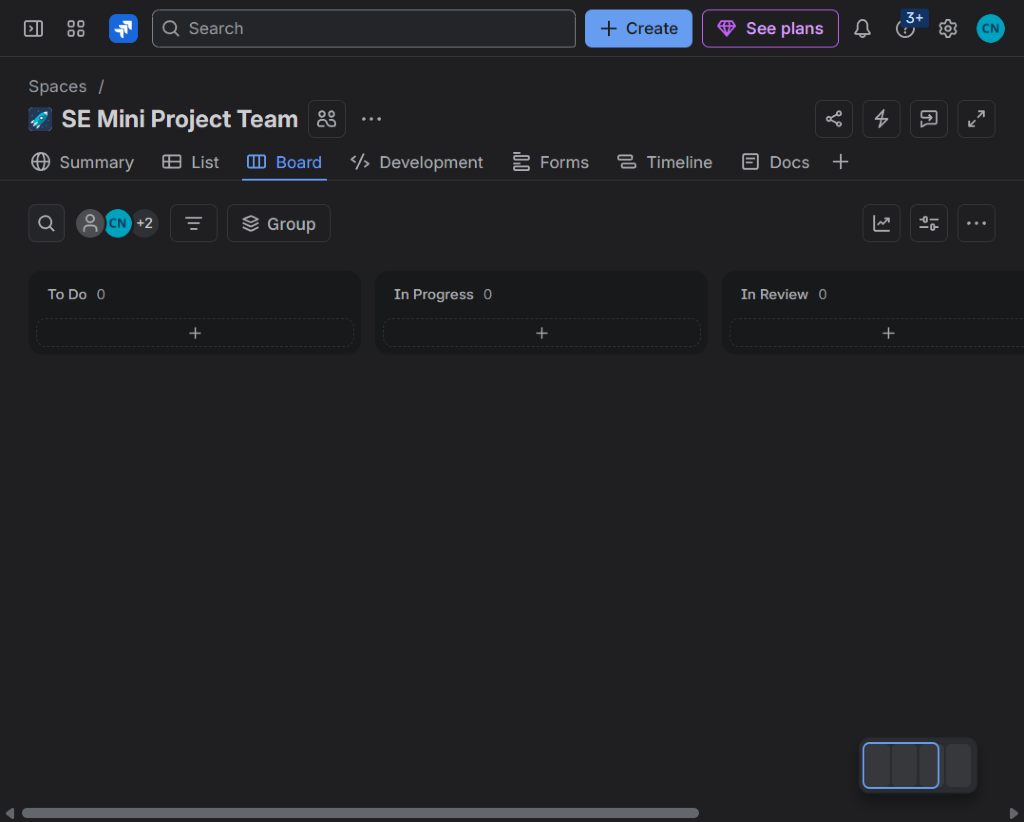 Search
Create
See plans
3+
CN
Spaces /
SE Mini Project Team
Summary
List
Board
Development
Forms
Timeline
Docs
CN
+2
Group
To Do 0
In Progress 0
In Review 0